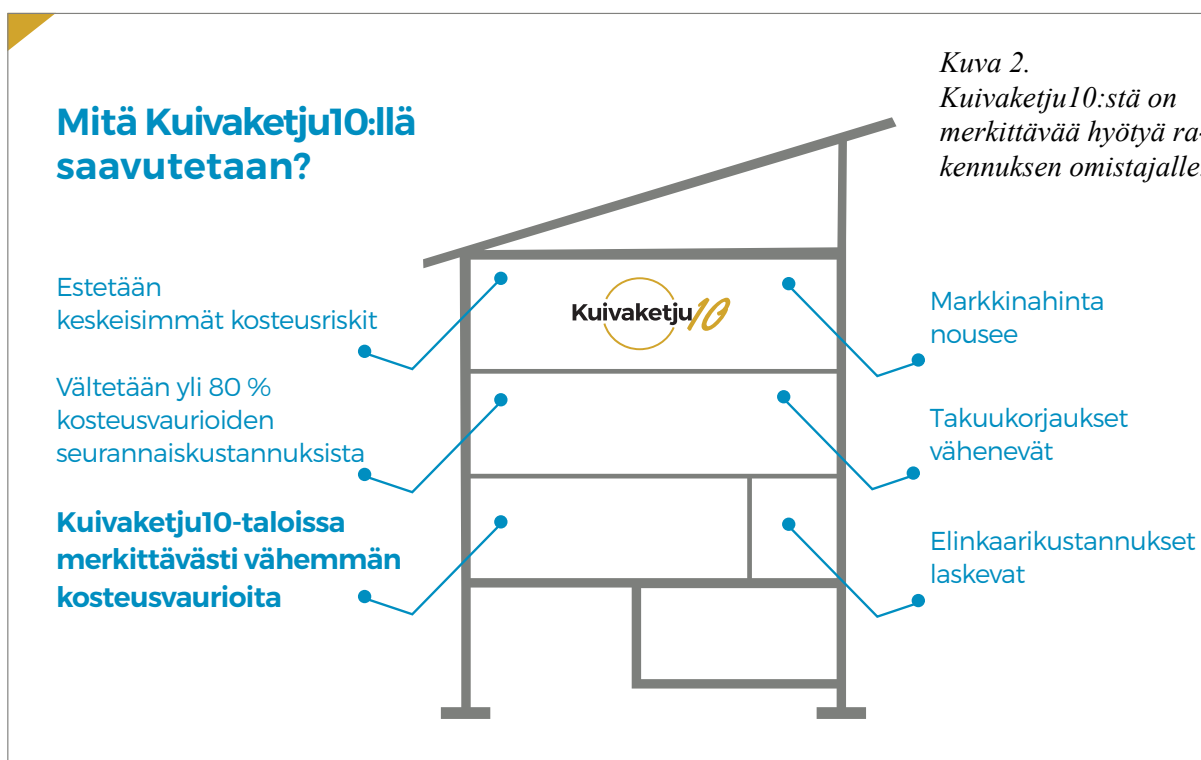 Mitä Kuivaketju10:llä
saavutetaan?
Kuva 2.
Kuivaketju10:stä on
merkittävää hyötyä ra-
kennuksen omistajalle.
Estetään
keskeisimmät kosteusriskit
Vältetään yli 80 %
kosteusvaurioiden
seurannaiskustannuksista
Kuivaketju10-taloissa
merkittävästi vähemmän
kosteusvaurioita
Kuivaketju10
Markkinahinta
nousee
Takuukorjaukset
vähenevät
Elinkaarikustannukset
laskevat